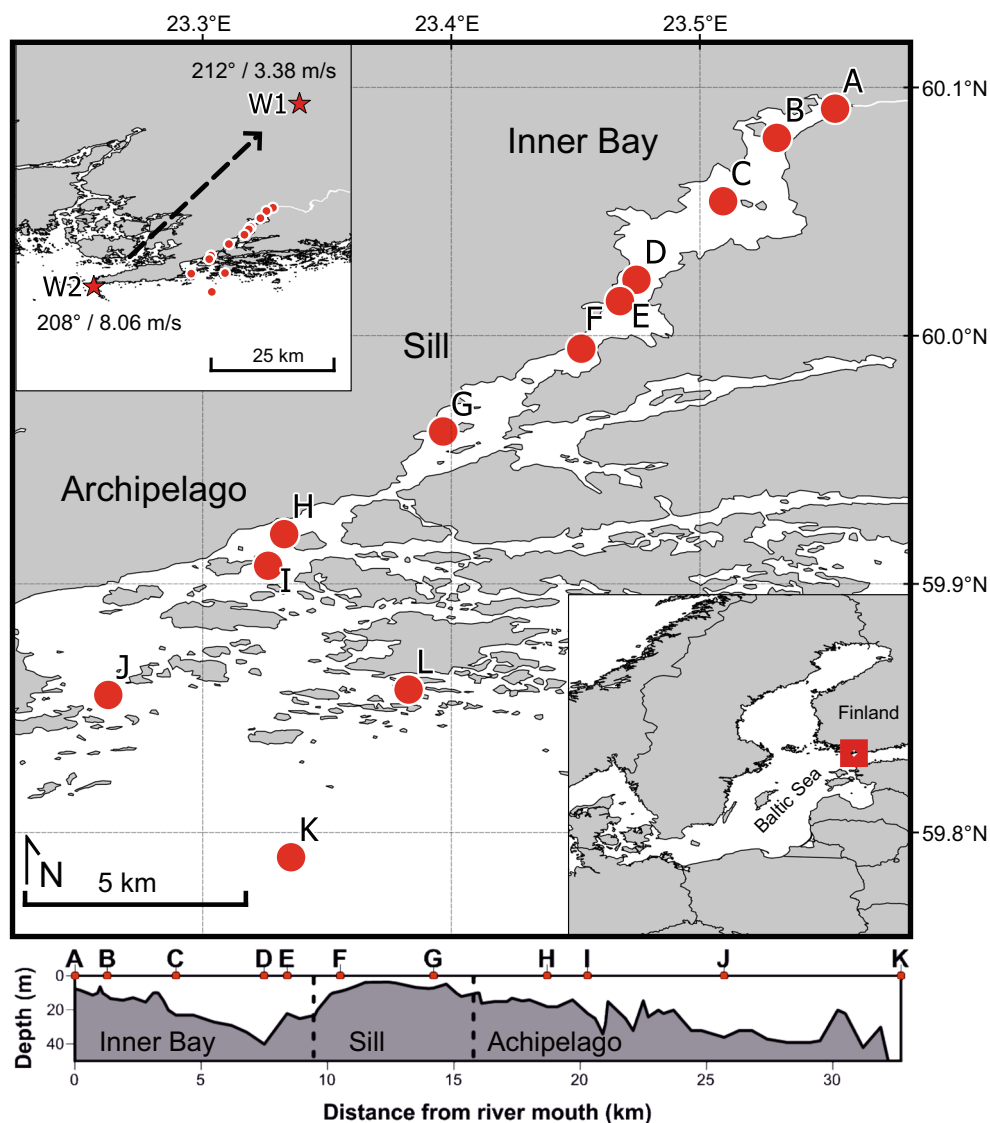 23.3°E
23.4°E
23.5°E
212° / 3.38 m/s
W1
A
60.1°N
B
Inner Bay
C
D
W2
208° / 8.06 m/s
E
F
60.0°N
Sill
25 km
G
Archipelago
H
I
59.9°N
J
L
Finland
Baltic Sea
K
59.8°N
N
5 km
A B C D E F G H I J K
Depth (m)
0
20
40
Inner Bay
Sill
Achipelago
0 5 10 15 20 25 30
Distance from river mouth (km)